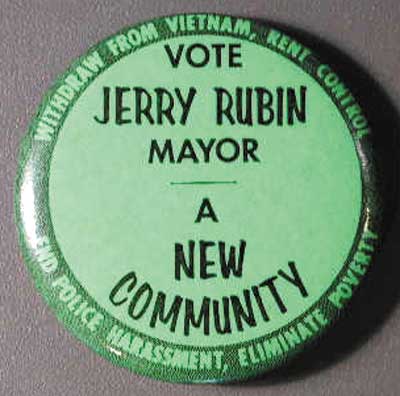 WITHDRAW FROM VIETNAM, RENT CONTROL
VOTE
JERRY RUBIN
MAYOR
A
NEW
COMMUNITY
END POLICE HARASSMENT, ELIMINATE POVERTY